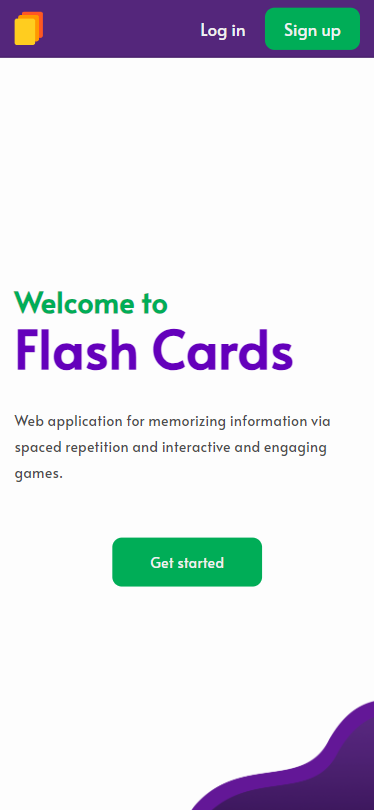 Log in
Sign up
Welcome to
Flash Cards
Web application for memorizing information via
spaced repetition and interactive and engaging
games.
Get started